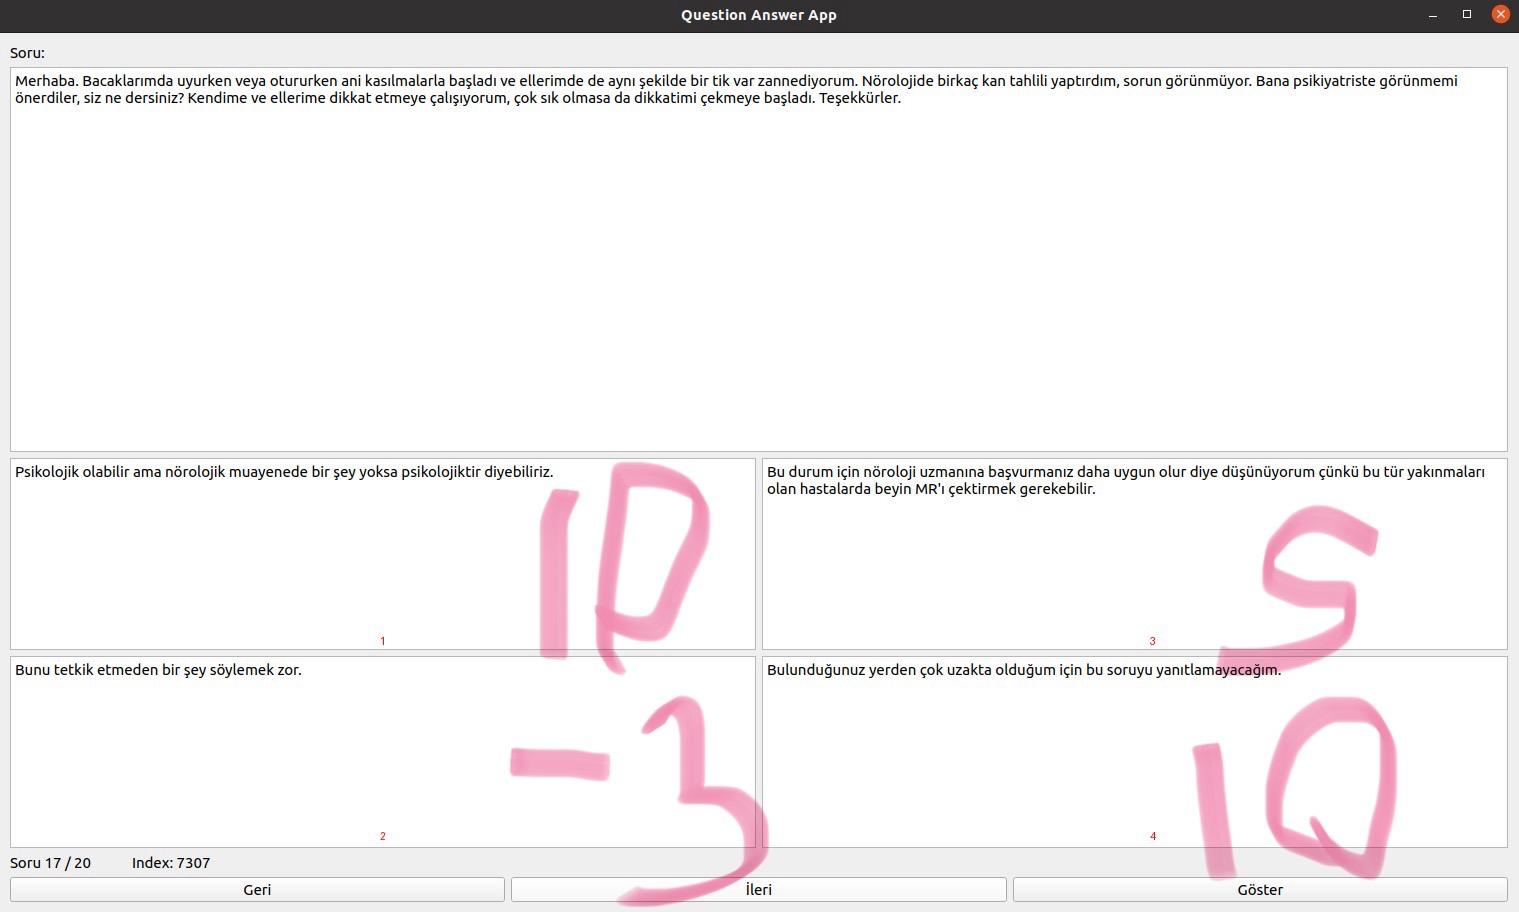 Question Answer App
Soru:
Merhaba. Bacaklarımda uyurken veya otururken ani kasılmalarla başladı ve ellerimde de aynı şekilde bir tik var zannediyorum. Nörolojide birkaç kan tahlili yaptırdım, sorun görünmüyor. Bana psikiyatriste görünmemi
önerdiler, siz ne dersiniz? Kendime ve ellerime dikkat etmeye çalışıyorum, çok sık olmasa da dikkatimi çekmeye başladı. Teşekkürler.
Psikolojik olabilir ama nörolojik muayenede bir şey yoksa psikolojiktir diyebiliriz.
10
1
Bu durum için nöroloji uzmanına başvurmanız daha uygun olur diye düşünüyorum çünkü bu tür yakınmaları
olan hastalarda beyin MR'ı çektirmek gerekebilir.
5
3
Bunu tetkik etmeden bir şey söylemek zor.
-3
2
Bulunduğunuz yerden çok uzakta olduğum için bu soruyu yanıtlamayacağım.
10
4
Soru 17 / 20 Index: 7307
Geri İleri Göster